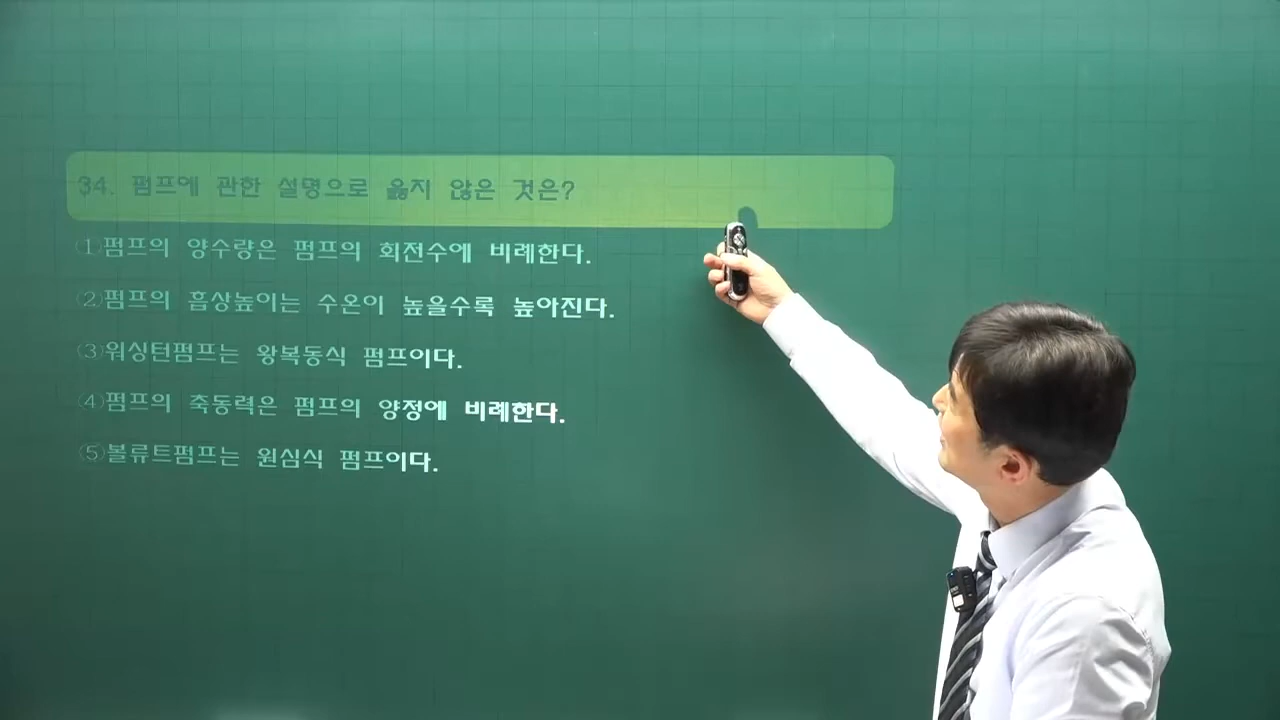 34. 펌프에 관한 설명으로 옳지 않은 것은?
①펌프의 양수량은 펌프의 회전수에 비례한다.
②펌프의 흡상높이는 수온이 높을수록 높아진다.
③워싱턴펌프는 왕복동식 펌프이다.
④펌프의 축동력은 펌프의 양정에 비례한다.
⑤볼류트펌프는 원심식 펌프이다.